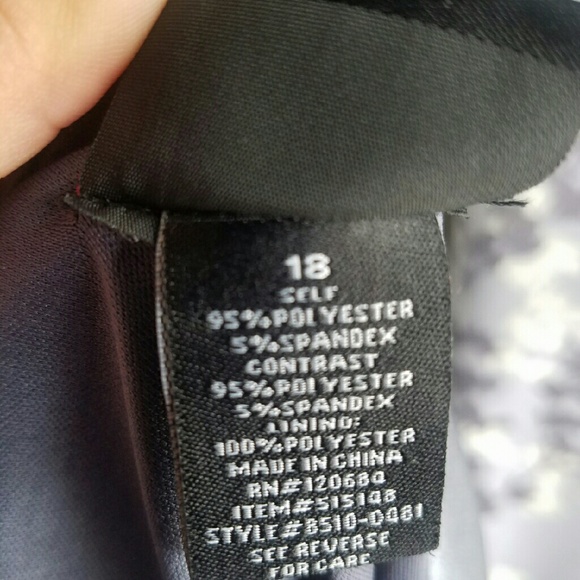 18
SELF
95%POLYESTER
5%SPANDEX
CONTRAST
95%POLYESTER
5%SPANDEX
LINING:
100%POLYESTER
MADE IN CHINA
RN#120684
ITEM#515148
STYLE#8510-D481
SEE REVERSE
FOR CARE